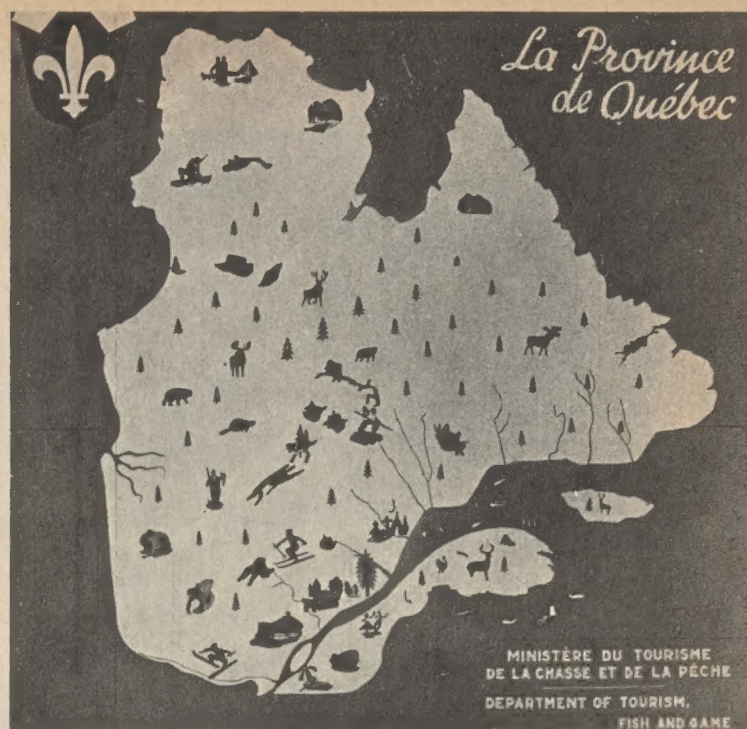 La Province
de Québec
MINISTÈRE DU TOURISME
DE LA CHASSE ET DE LA PÉCHE
DEPARTMENT OF TOURISM,
FISH AND GAME